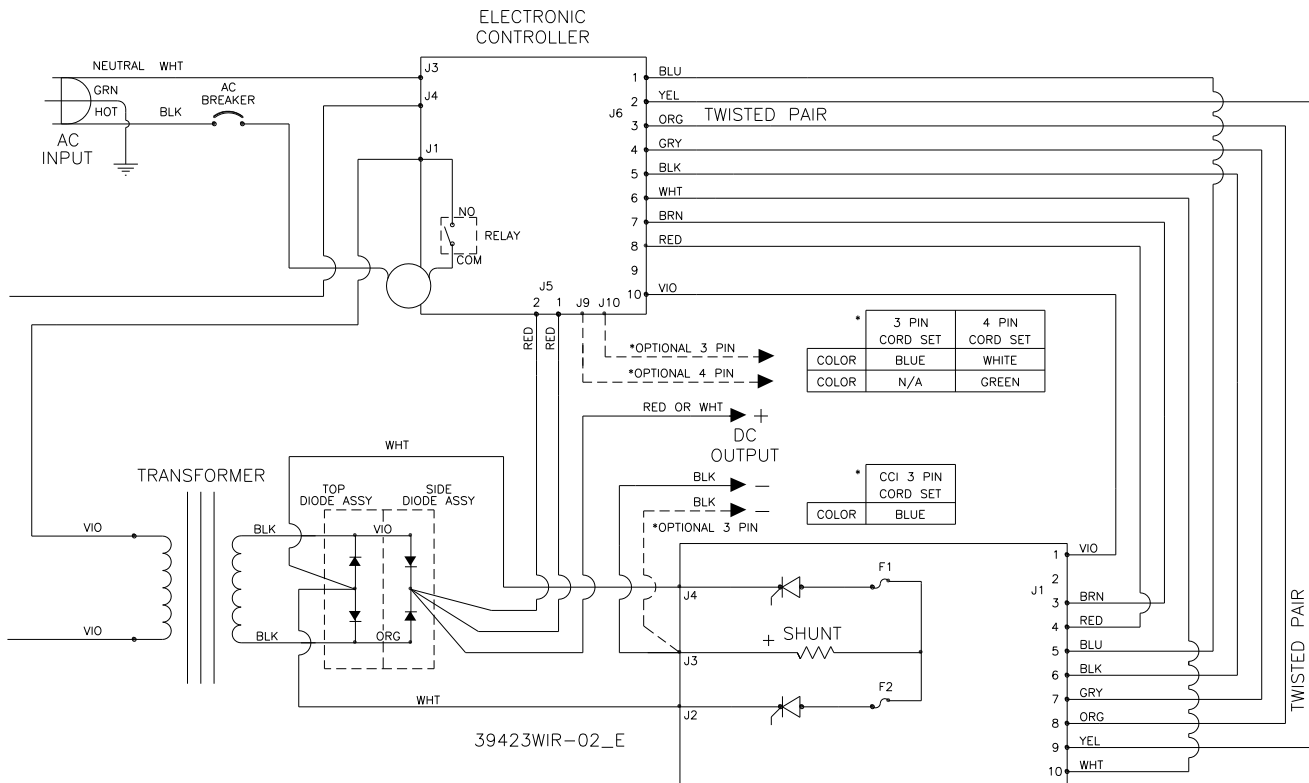 ELECTRONIC
CONTROLLER
NEUTRAL WHT
GRN
HOT
BLK
AC
BREAKER
AC
INPUT
J3
J4
J1
NO
RELAY
COM
J6
TWISTED PAIR
1 BLU
2 YEL
3 ORG
4 GRY
5 BLK
6 WHT
7 BRN
8 RED
9
10 VIO
J5
2 1 J9 J10
RED
RED
*OPTIONAL 3 PIN
*OPTIONAL 4 PIN
* 3 PIN CORD SET 4 PIN CORD SET
COLOR BLUE WHITE
COLOR N/A GREEN
RED OR WHT +
DC
OUTPUT
BLK −
BLK −
*OPTIONAL 3 PIN
* CCI 3 PIN
CORD SET
COLOR BLUE
WHT
TRANSFORMER
TOP
DIODE ASSY
SIDE
DIODE ASSY
VIO
BLK
VIO
VIO
BLK
ORG
WHT
J4
F1
+ SHUNT
J3
F2
J2
J1
1 VIO
2
3 BRN
4 RED
5 BLU
6 BLK
7 GRY
8 ORG
9 YEL
10 WHT
TWISTED PAIR
39423WIR-02_E